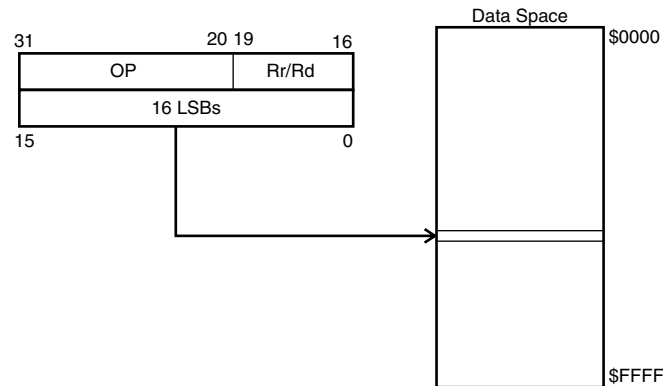 Data Space
31 20 19 16 $0000
OP Rr/Rd
16 LSBs
15 0
$FFFF